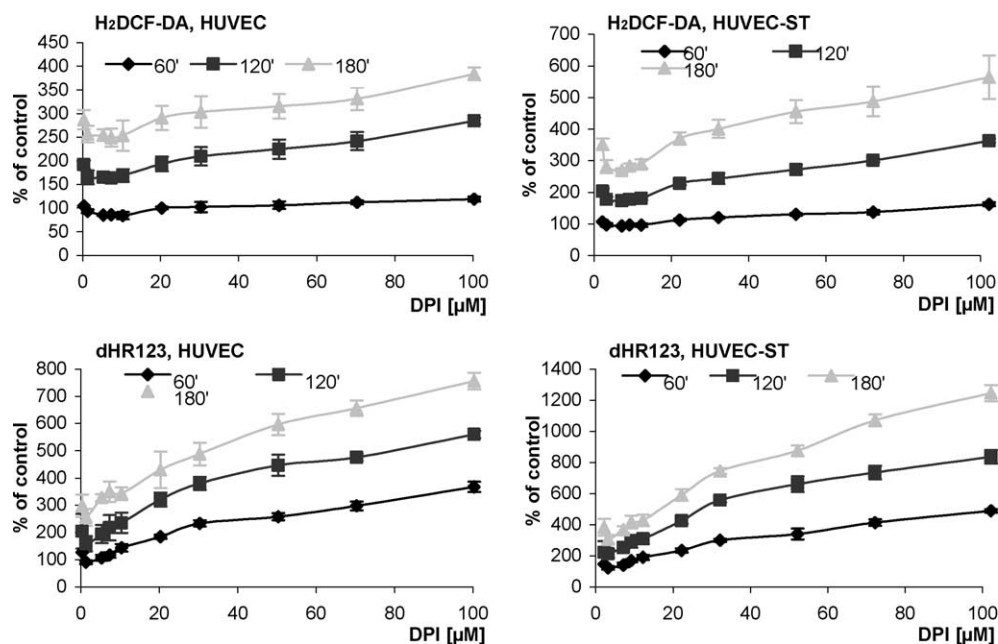 H₂DCF-DA, HUVEC
450
400
350
300
250
200
150
100
50
0
% of control
60' 120' 180'
0 20 40 60 80 100
DPI [µM]
H₂DCF-DA, HUVEC-ST
700
600
500
400
300
200
100
0
% of control
60' 120'
180'
0 20 40 60 80 100
DPI [µM]
dHR123, HUVEC
800
700
600
500
400
300
200
100
0
% of control
60' 120'
180'
0 20 40 60 80 100
DPI [µM]
dHR123, HUVEC-ST
1400
1200
1000
800
600
400
200
0
% of control
60' 120' 180'
0 20 40 60 80 100
DPI [µM]